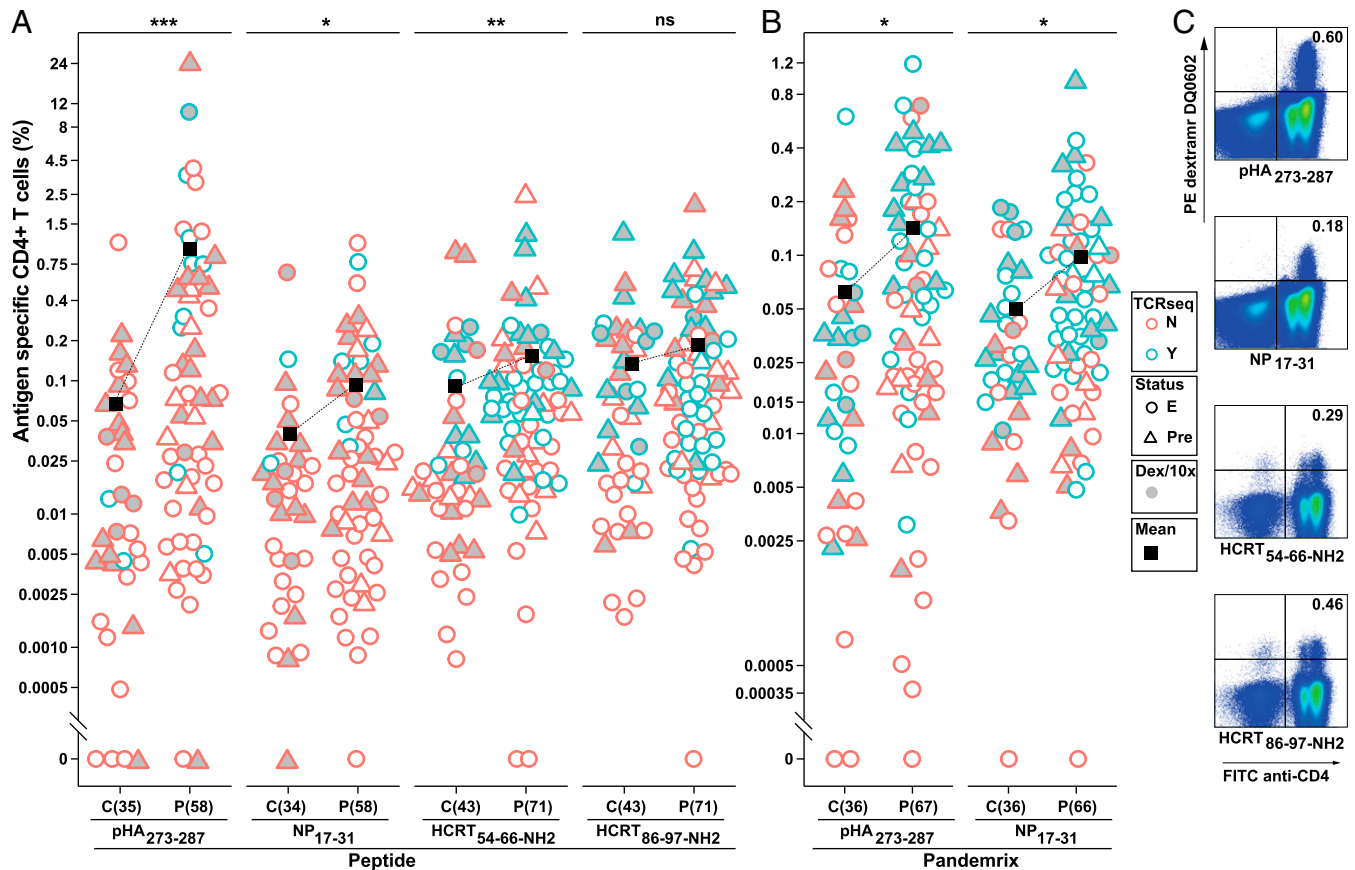 A
***
*
**
ns
Antigen specific CD4+ T cells (%)
24
12
8
4.5
2.5
1.5
0.75
0.4
0.2
0.1
0.05
0.025
0.01
0.005
0.0025
0.0010
0.0005
0
C(35) P(58) C(34) P(58) C(43) P(71) C(43) P(71)
pHA273-287 NP17-31 HCRT54-66-NH2 HCRT86-97-NH2
Peptide
B
*
*
1.2
0.8
0.4
0.2
0.1
0.05
0.025
0.015
0.01
0.005
0.0025
0.0005
0.00035
0
C(36) P(67) C(36) P(66)
pHA273-287 NP17-31
Pandemrix
TCRseq
N
Y
Status
E
Pre
Dex/10x
Mean
C
PE dextramr DQ0602
0.60
pHA273-287
0.18
NP17-31
0.29
HCRT54-66-NH2
0.46
HCRT86-97-NH2
FITC anti-CD4